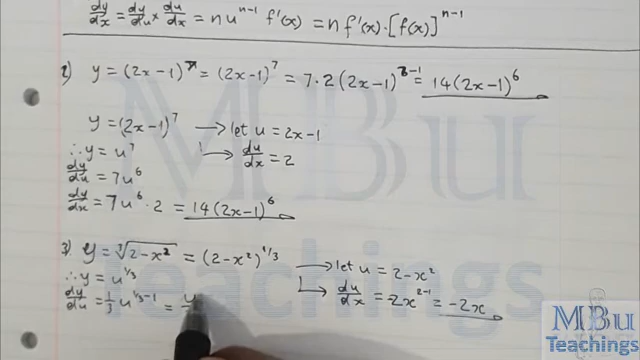 dy/dx = dy/du × du/dx = n u^(n-1) f'(x) = n f'(x) · [f(x)]^(n-1)
2) y = (2x-1)^7 = (2x-1)^7 = 7·2(2x-1)^(7-1) = 14(2x-1)^6
y = (2x-1)^7 → let u = 2x-1
∴ y = u^7 ↳ du/dx = 2
dy/du = 7u^6
dy/dx = 7u^6 · 2 = 14(2x-1)^6
3) y = ∛(2-x²) = (2-x²)^(1/3)
→ let u = 2-x²
∴ y = u^(1/3)
↳ du/dx = -2x^(2-1) = -2x
dy/du = 1/3 u^(1/3-1) = u
MBu
Teachings
MBu
Teachings